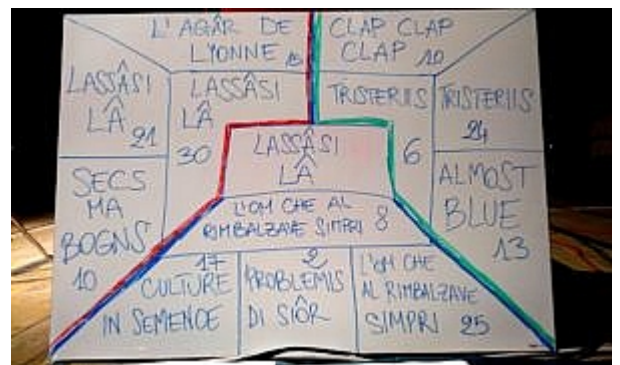 L'AGÂR DE
LYONNE 15
CLAP CLAP
CLAP 10
LASSÂSI
LÂ
21
LASSÂSI
LÂ
30
TRISTERIIS
6
TRISTERIIS
24
LASSÂSI
LÂ
SECS
MA
BOGNS
10
L'OM CHE AL
RIMBALZAVE SIMPRI 8
ALMOST
BLUE
13
17
CULTURE
IN SEMENCE
2
PROBLEMIS
DI SIÔR
L'OM CHE
AL RIMBALZAVE
SIMPRI 25